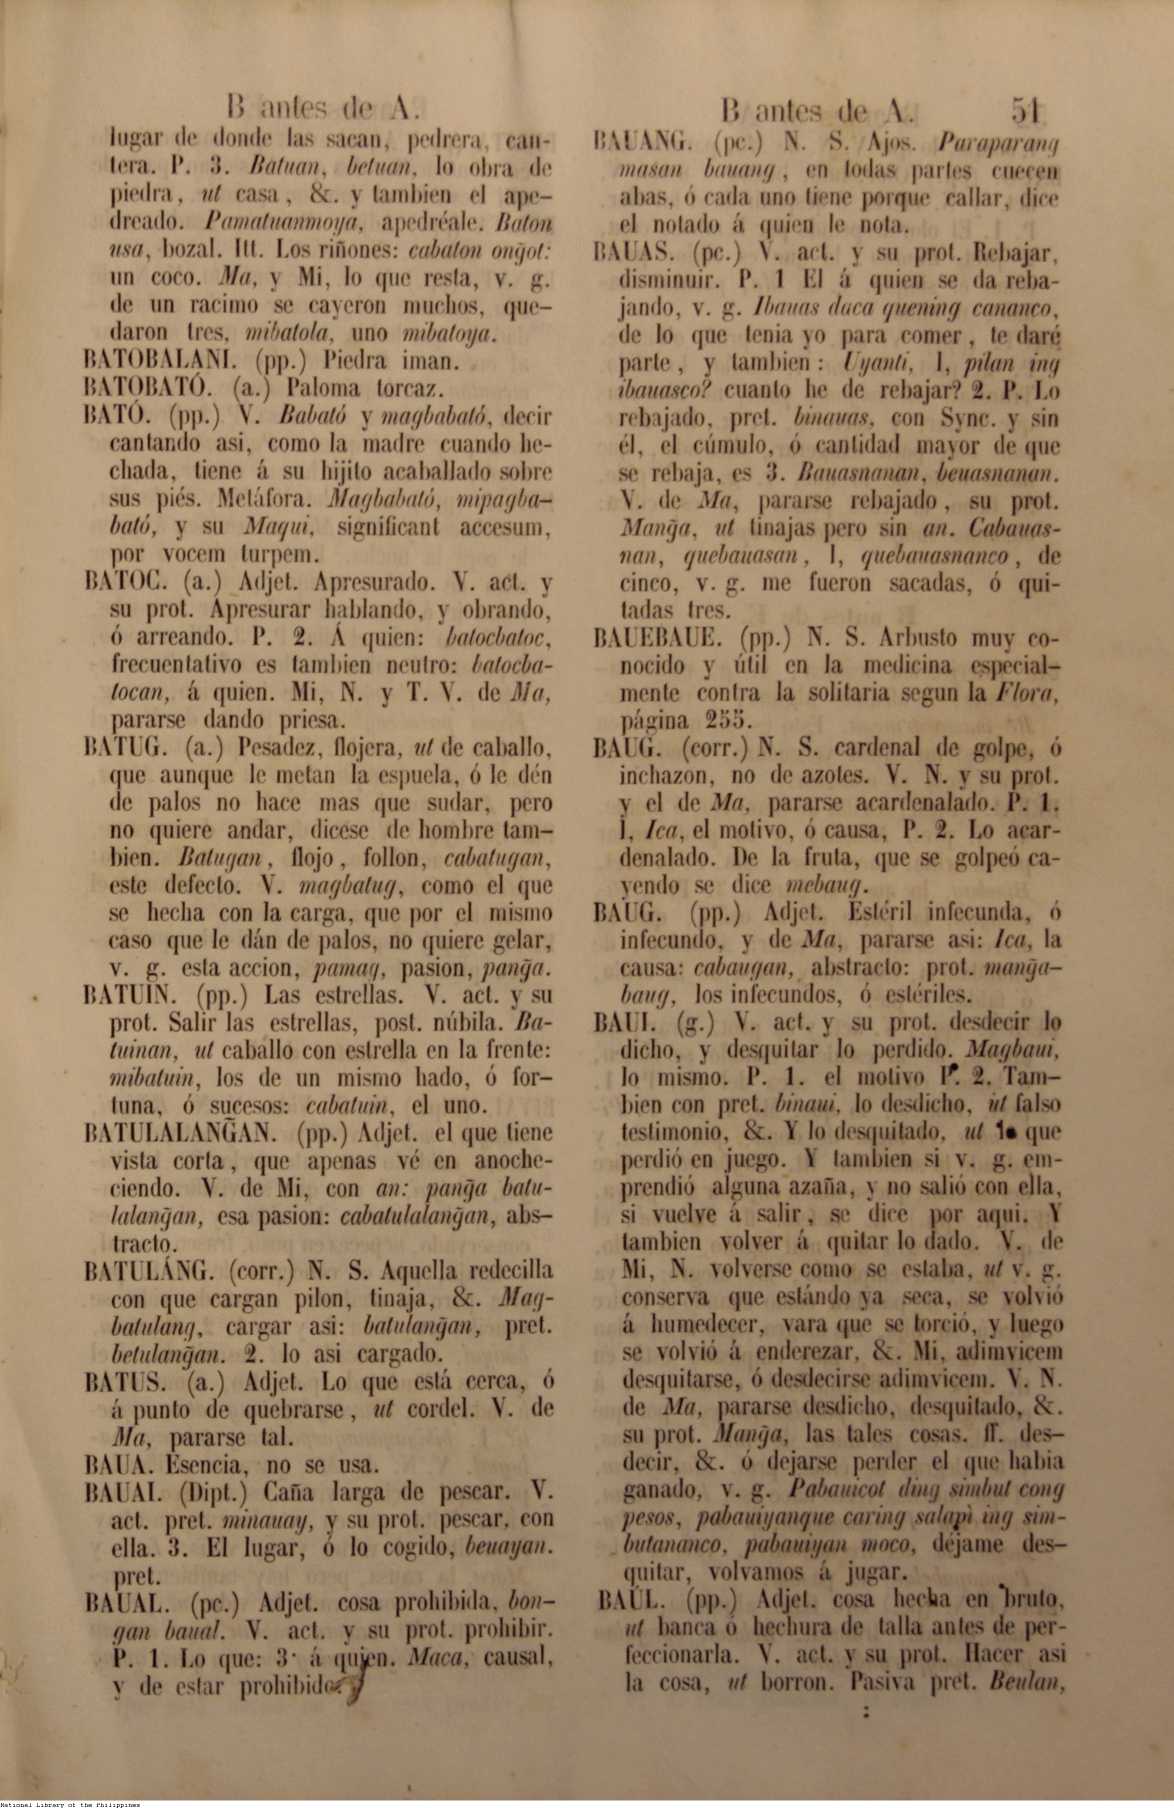 B antes de A.
lugar de donde las sacan, pedrera, can-
tera. P. 3. Batuan, betuan, lo obra de
piedra, ut casa, &. y tambien el ape-
dreado. Pamatuanmoya, apedréale. Baton
usa, bozal. Itt. Los riñones: cabaton ong̃ot:
un coco. Ma, y Mi, lo que resta, v. g.
de un racimo se cayeron muchos, que-
daron tres, mibatola, uno mibatoya.
BATOBALANI. (pp.) Piedra iman.
BATOBATÓ. (a.) Paloma torcaz.
BATÓ. (pp.) V. Babató y magbabató, decir
cantando asi, como la madre cuando he-
chada, tiene á su hijito acaballado sobre
sus piés. Metáfora. Magbabató, mipagba-
bató, y su Maqui, significant accesum,
por vocem turpem.
BATOC. (a.) Adjet. Apresurado. V. act. y
su prot. Apresurar hablando, y obrando,
ó arreando. P. 2. Á quien: batocbatoc,
frecuentativo es tambien neutro: batocba-
tocan, á quien. Mi, N. y T. V. de Ma,
pararse dando priesa.
BATUG. (a.) Pesadez, flojera, ut de caballo,
que aunque le metan la espuela, ó le dén
de palos no hace mas que sudar, pero
no quiere andar, dicese de hombre tam-
bien. Batugan, flojo, follon, cabatugan,
este defecto. V. magbatug, como el que
se hecha con la carga, que por el mismo
caso que le dán de palos, no quiere gelar,
v. g. esta accion, pamag, pasion, pang̃a.
BATUIN. (pp.) Las estrellas. V. act. y su
prot. Salir las estrellas, post. núbila. Ba-
tuinan, ut caballo con estrella en la frente:
mibatuin, los de un mismo hado, ó for-
tuna, ó sucesos: cabatuin, el uno.
BATULALANG̃AN. (pp.) Adjet. el que tiene
vista corta, que apenas vé en anoche-
ciendo. V. de Mi, con an: pang̃a batu-
lalang̃an, esa pasion: cabatulalang̃an, abs-
tracto.
BATULÁNG. (corr.) N. S. Aquella redecilla
con que cargan pilon, tinaja, &. Mag-
batulang, cargar asi: batulang̃an, pret.
betulang̃an. 2. lo asi cargado.
BATUS. (a.) Adjet. Lo que está cerca, ó
á punto de quebrarse, ut cordel. V. de
Ma, pararse tal.
BAUA. Esencia, no se usa.
BAUAI. (Dipt.) Caña larga de pescar. V.
act. pret. minauay, y su prot. pescar, con
ella. 3. El lugar, ó lo cogido, beuayan.
pret.
BAUAL. (pc.) Adjet. cosa prohibida, bon-
gan baual. V. act. y su prot. prohibir.
P. 1. Lo que: 3· á quien. Maca, causal,
y de estar prohibido.
B antes de A. 51
BAUANG. (pc.) N. S. Ajos. Paraparang
masan bauang, en todas partes cuecen
abas, ó cada uno tiene porque callar, dice
el notado á quien le nota.
BAUAS. (pc.) V. act. y su prot. Rebajar,
disminuir. P. 1 El á quien se da reba-
jando, v. g. Ibauas daca quening cananco,
de lo que tenia yo para comer, te daré
parte, y tambien: Uyanti, l, pilan ing
ibauasco? cuanto he de rebajar? 2. P. Lo
rebajado, pret. binauas, con Sync. y sin
él, el cúmulo, ó cantidad mayor de que
se rebaja, es 3. Bauasnanan, beuasnanan.
V. de Ma, pararse rebajado, su prot.
Mang̃a, ut tinajas pero sin an. Cabauas-
nan, quebauasan, l, quebauasnanco, de
cinco, v. g. me fueron sacadas, ó qui-
tadas tres.
BAUEBAUE. (pp.) N. S. Arbusto muy co-
nocido y útil en la medicina especial-
mente contra la solitaria segun la Flora,
página 255.
BAUG. (corr.) N. S. cardenal de golpe, ó
inchazon, no de azotes. V. N. y su prot.
y el de Ma, pararse acardenalado. P. 1.
I, Ica, el motivo, ó causa, P. 2. Lo acar-
denalado. De la fruta, que se golpeó ca-
yendo se dice mebaug.
BAUG. (pp.) Adjet. Estéril infecunda, ó
infecundo, y de Ma, pararse asi: Ica, la
causa: cabaugan, abstracto: prot. mang̃a-
baug, los infecundos, ó estériles.
BAUI. (g.) V. act. y su prot. desdecir lo
dicho, y desquitar lo perdido. Magbaui,
lo mismo. P. 1. el motivo P. 2. Tam-
bien con pret. binaui, lo desdicho, ut falso
testimonio, &. Y lo desquitado, ut lo que
perdió en juego. Y tambien si v. g. em-
prendió alguna azaña, y no salió con ella,
si vuelve á salir, se dice por aqui. Y
tambien volver á quitar lo dado. V. de
Mi, N. volverse como se estaba, ut v. g.
conserva que estándo ya seca, se volvió
á humedecer, vara que se torció, y luego
se volvió á enderezar, &. Mi, adimvicem
desquitarse, ó desdecirse adimvicem. V. N.
de Ma, pararse desdicho, desquitado, &.
su prot. Mang̃a, las tales cosas. ff. des-
decir, &. ó dejarse perder el que habia
ganado, v. g. Pabauicot ding simbut cong
pesos, pabauiyanque caring salapi ing sim-
butananco, pabauiyan moco, déjame des-
quitar, volvamos á jugar.
BAÚL. (pp.) Adjet. cosa hecha en bruto,
ut banca ó hechura de talla antes de per-
feccionarla. V. act. y su prot. Hacer asi
la cosa, ut borron. Pasiva pret. Beulan,
:
National Library of the Philippines